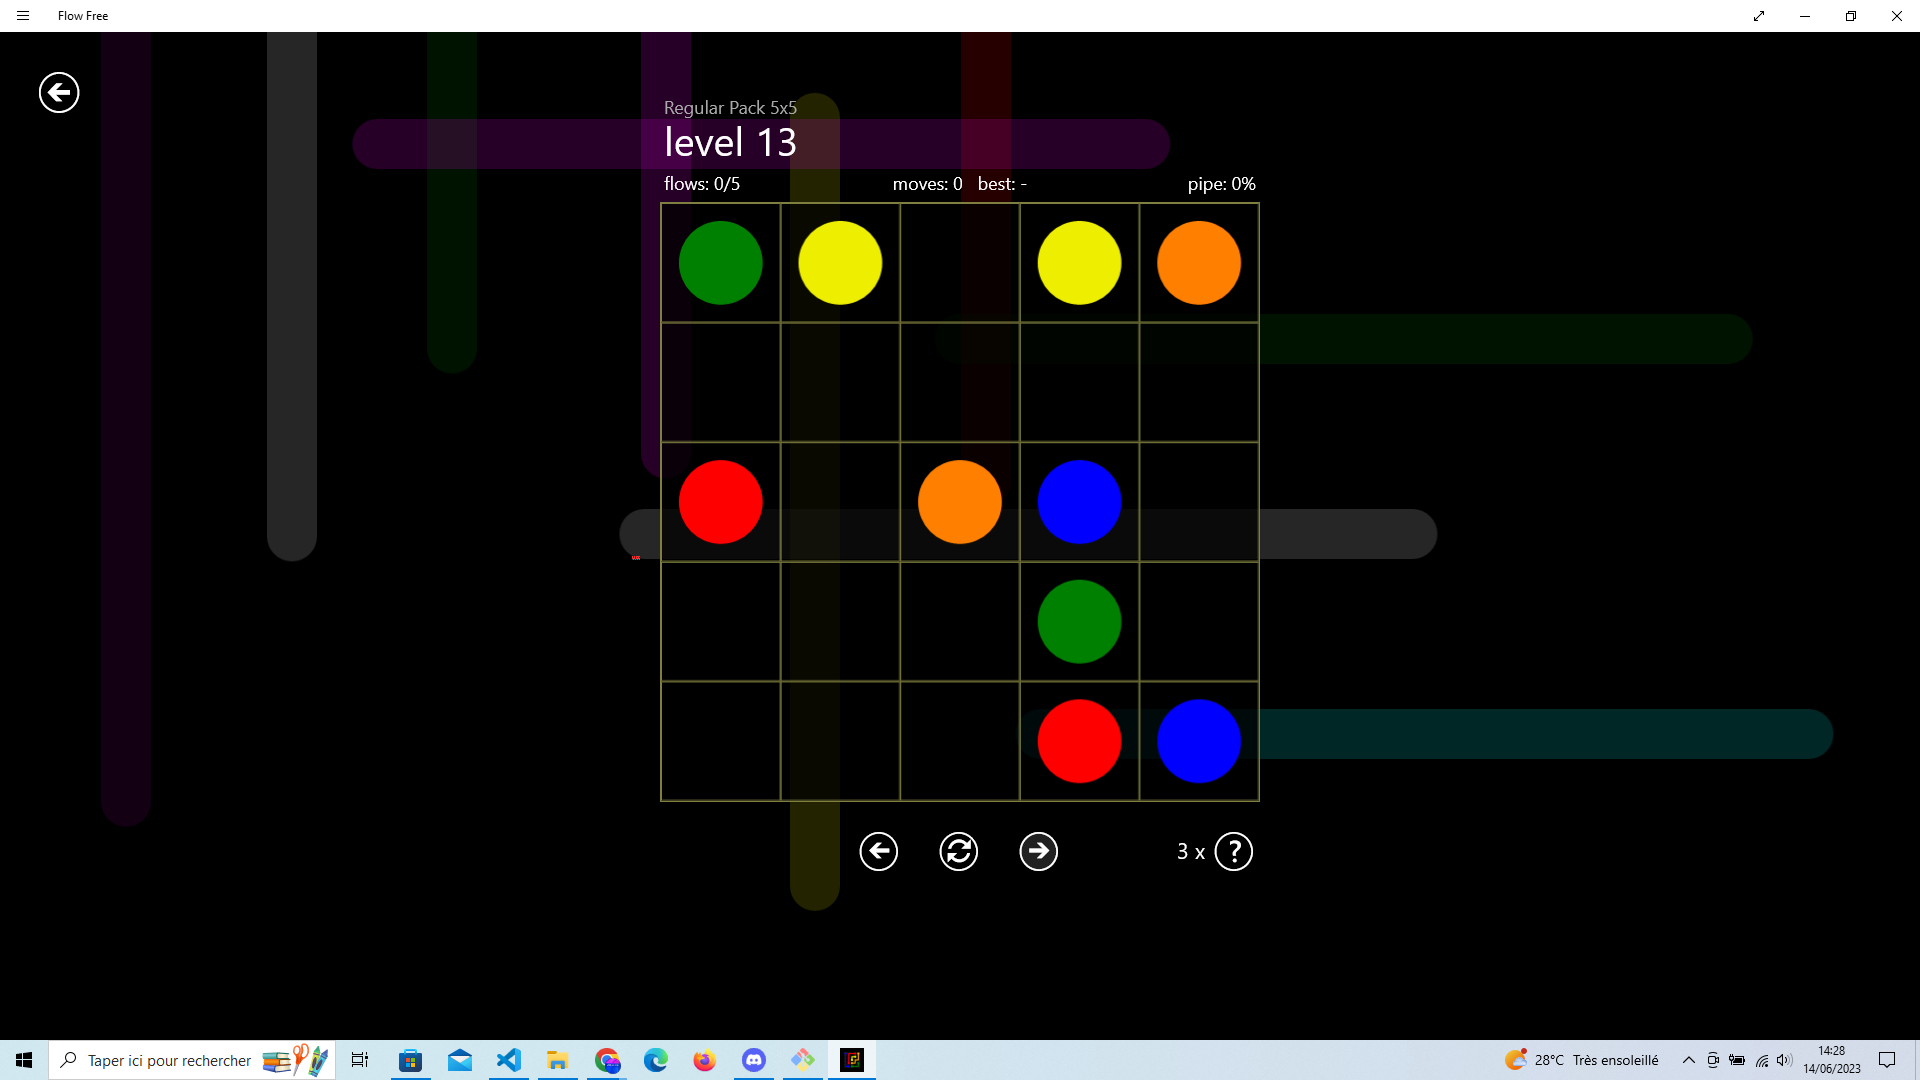 Flow Free
Regular Pack 5x5
level 13
flows: 0/5 moves: 0 best: - pipe: 0%
3 x ?
Taper ici pour rechercher
28°C Très ensoleillé
14:28
14/06/2023